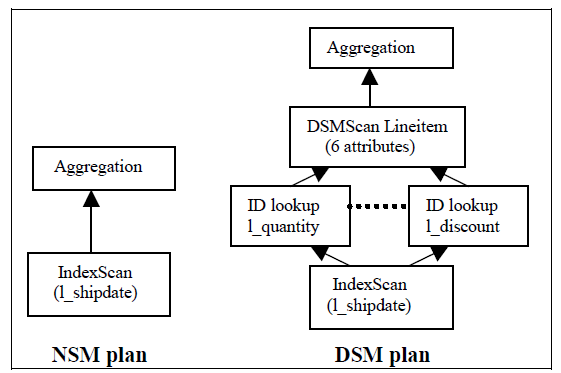 Aggregation
IndexScan
(l_shipdate)
NSM plan
Aggregation
DSMScan Lineitem
(6 attributes)
ID lookup
l_quantity
ID lookup
l_discount
IndexScan
(l_shipdate)
DSM plan